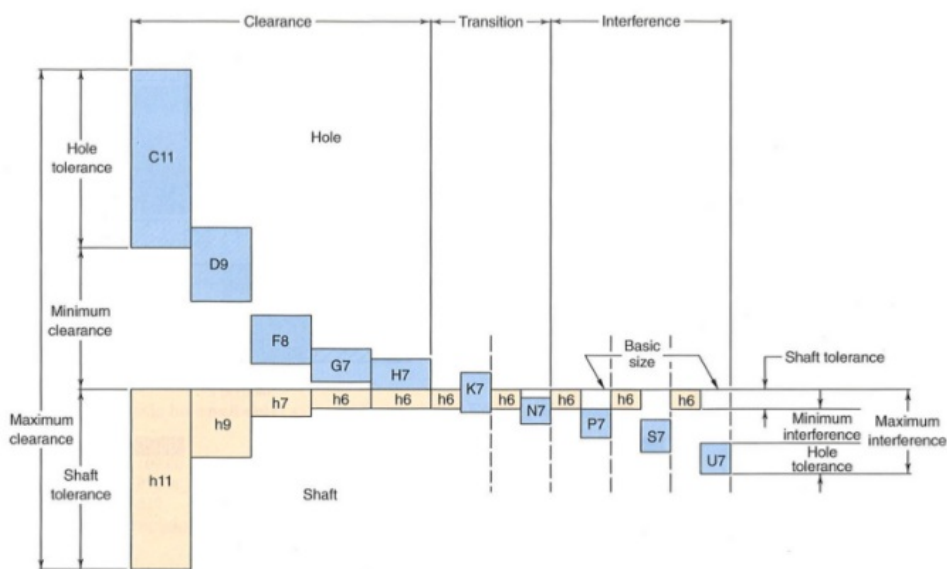 Clearance
Transition
Interference
Hole
tolerance
C11
Hole
D9
Minimum
clearance
F8
G7
H7
K7
Basic
size
Shaft tolerance
h11
h9
h7
h6
h6
h6
h6
N7
h6
P7
h6
S7
h6
U7
Maximum
clearance
Shaft
tolerance
Shaft
Minimum
interference
Hole
tolerance
Maximum
interference